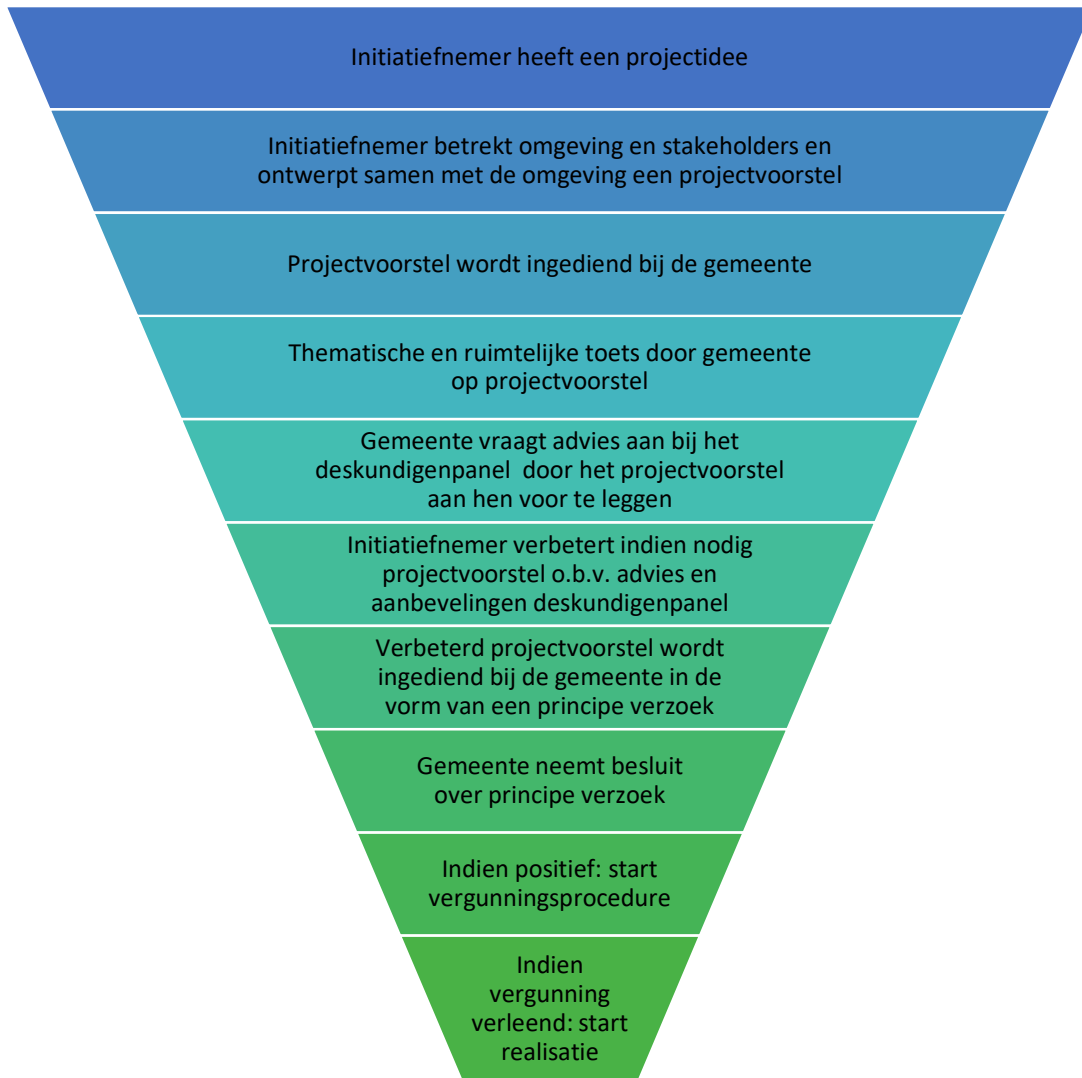 Initiatiefnemer heeft een projectidee
Initiatiefnemer betrekt omgeving en stakeholders en
ontwerpt samen met de omgeving een projectvoorstel
Projectvoorstel wordt ingediend bij de gemeente
Thematische en ruimtelijke toets door gemeente
op projectvoorstel
Gemeente vraagt advies aan bij het
deskundigenpanel door het projectvoorstel
aan hen voor te leggen
Initiatiefnemer verbetert indien nodig
projectvoorstel o.b.v. advies en
aanbevelingen deskundigenpanel
Verbeterd projectvoorstel wordt
ingediend bij de gemeente in de
vorm van een principe verzoek
Gemeente neemt besluit
over principe verzoek
Indien positief: start
vergunningsprocedure
Indien
vergunning
verleend: start
realisatie